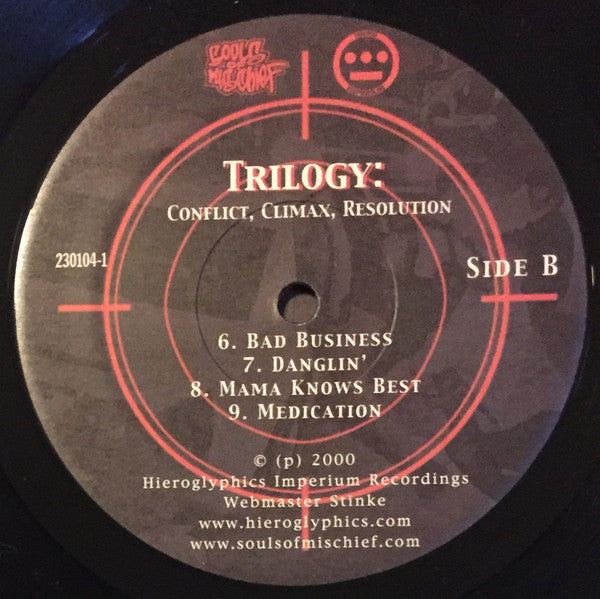 SOULS
OF
MISCHIEF
TRILOGY:
CONFLICT, CLIMAX, RESOLUTION
230104-1
SIDE B
6. BAD BUSINESS
7. DANGLIN'
8. MAMA KNOWS BEST
9. MEDICATION
© (p) 2000
Hieroglyphics Imperium Recordings
Webmaster Stinke
www.hieroglyphics.com
www.soulsofmischief.com